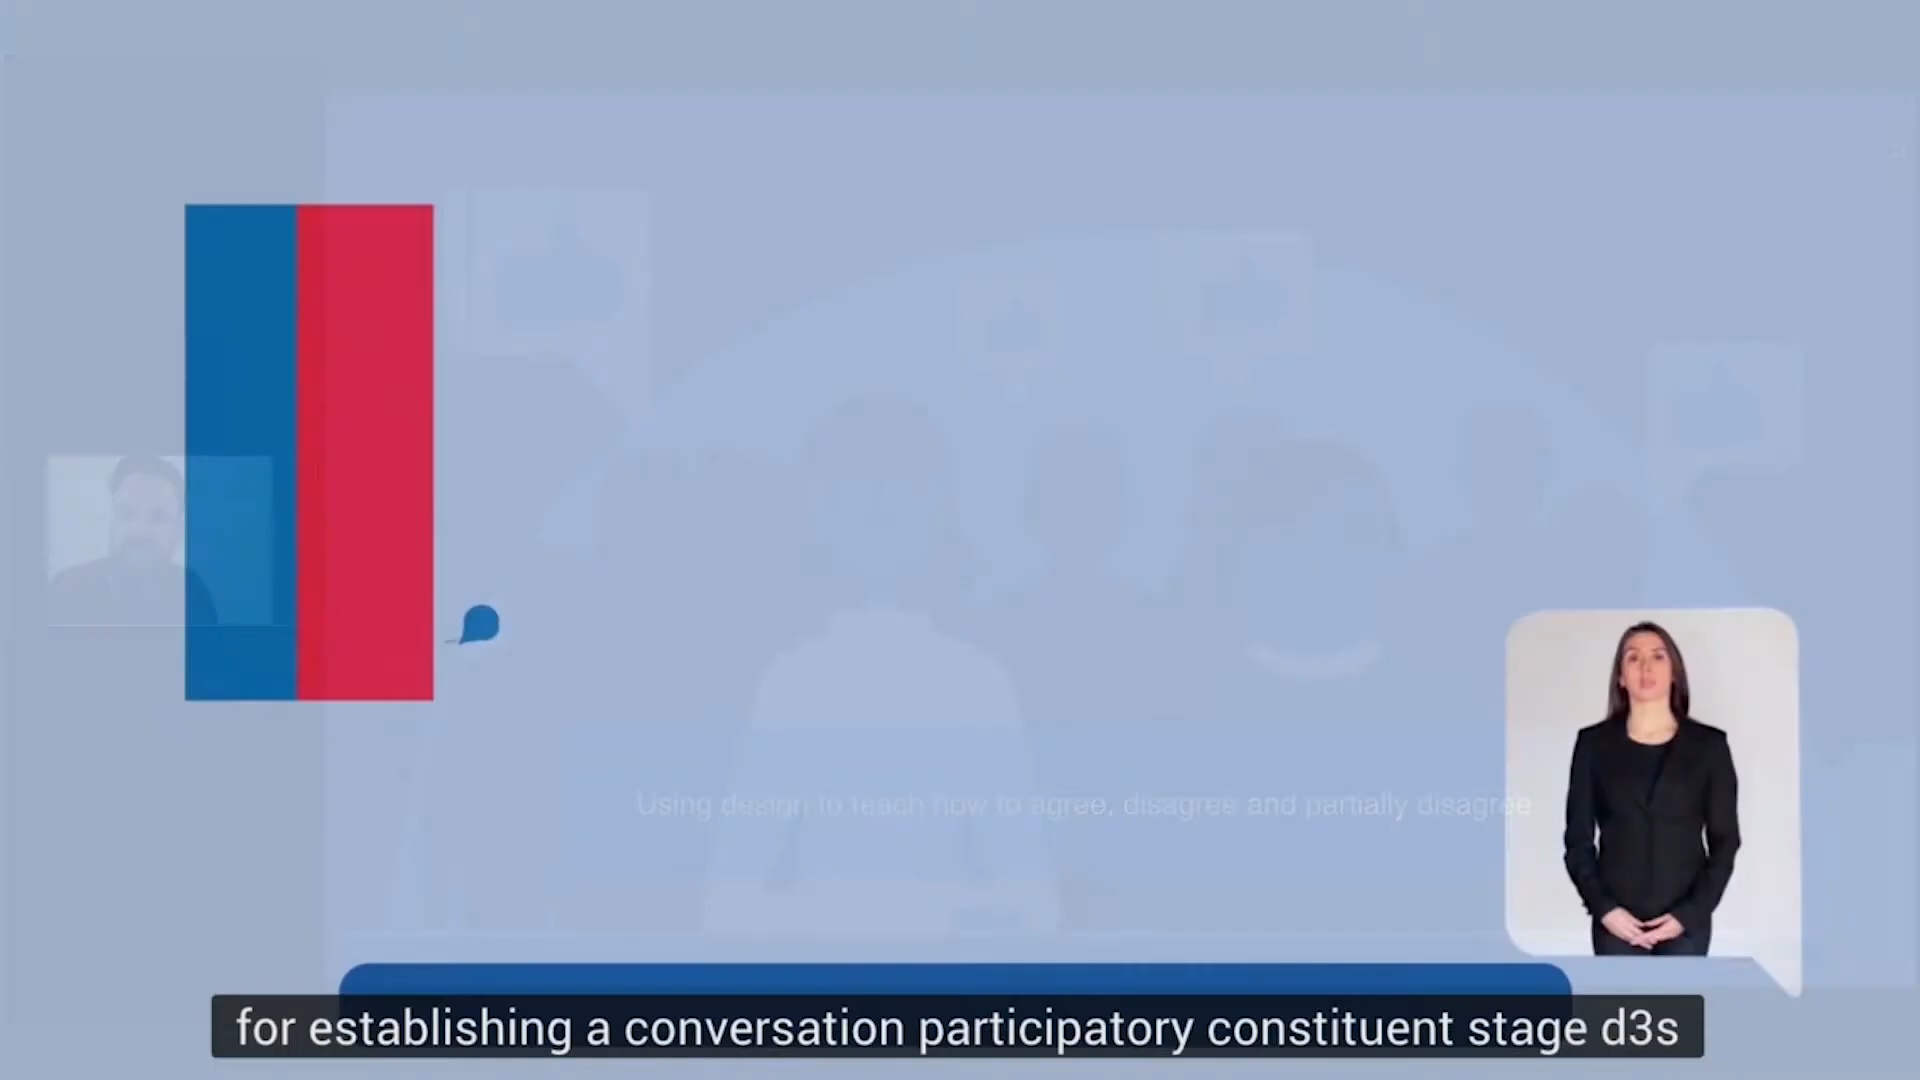 Using design to teach how to agree, disagree and partially disagree
for establishing a conversation participatory constituent stage d3s